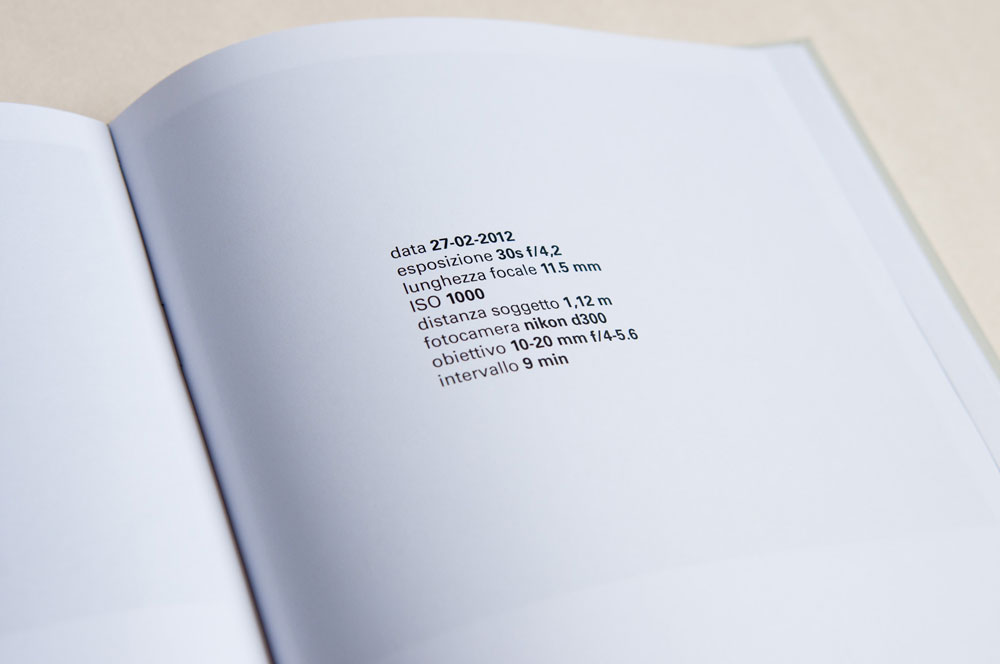 data 27-02-2012
esposizione 30s f/4,2
lunghezza focale 11.5 mm
ISO 1000
distanza soggetto 1,12 m
fotocamera nikon d300
obiettivo 10-20 mm f/4-5.6
intervallo 9 min